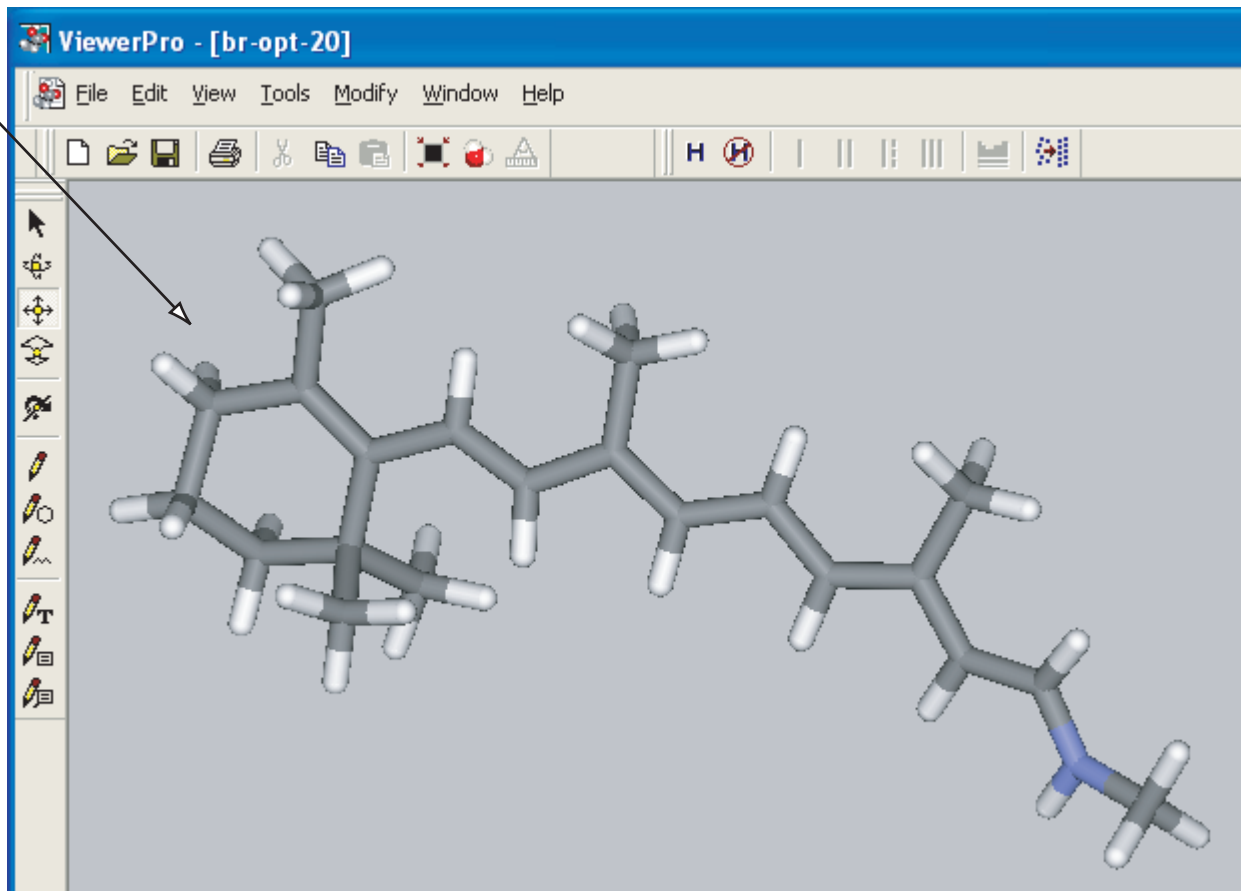 ViewerPro - [br-opt-20]
File Edit View Tools Modify Window Help
H H
T